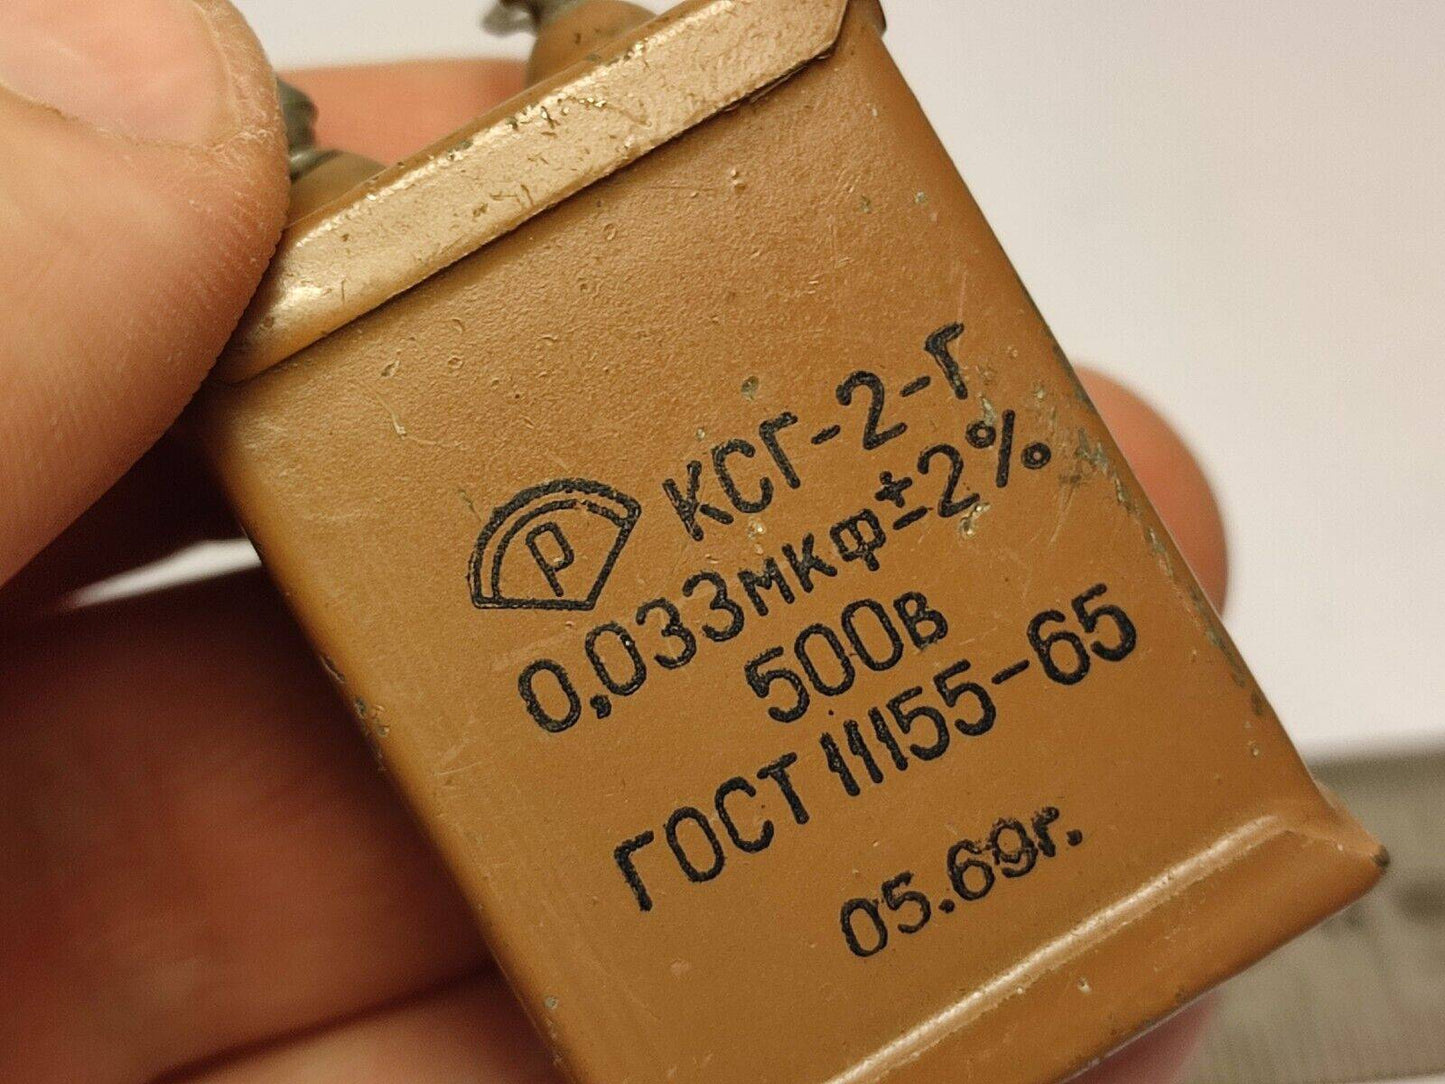 Р
КСГ-2-Г
0,033мкф±2%
500в
ГОСТ 11155-65
05.69г.